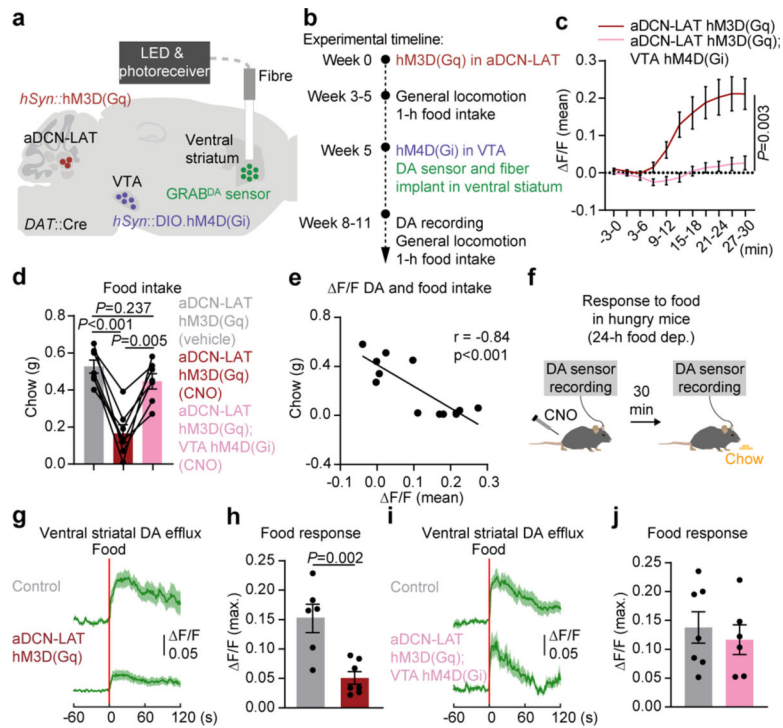 a
LED &
photoreceiver
Fibre
hSyn::hM3D(Gq)
aDCN-LAT
Ventral
striatum
VTA
GRABDA sensor
DAT::Cre
hSyn::DIO.hM4D(Gi)
b
Experimental timeline:
Week 0
hM3D(Gq) in aDCN-LAT
Week 3-5
General locomotion
1-h food intake
Week 5
hM4D(Gi) in VTA
DA sensor and fiber
implant in ventral stiatum
Week 8-11
DA recording
General locomotion
1-h food intake
c
aDCN-LAT hM3D(Gq)
aDCN-LAT hM3D(Gq);
VTA hM4D(Gi)
ΔF/F (mean)
0.3
0.2
0.1
0.0
-0.1
P=0.003
-3-0
3-6
9-12
15-18
21-24
27-30
(min)
d
Food intake
Chow (g)
0.8
0.6
0.4
0.2
0.0
P=0.237
P<0.001
P=0.005
aDCN-LAT
hM3D(Gq)
(vehicle)
aDCN-LAT
hM3D(Gq)
(CNO)
aDCN-LAT
hM3D(Gq);
VTA hM4D(Gi)
(CNO)
e
ΔF/F DA and food intake
Chow (g)
0.8
0.4
0.0
0.4
r = -0.84
p<0.001
-0.1
0.0
0.1
0.2
0.3
ΔF/F (mean)
f
Response to food
in hungry mice
(24-h food dep.)
DA sensor
recording
30
min
DA sensor
recording
CNO
Chow
g
Ventral striatal DA efflux
Food
Control
aDCN-LAT
hM3D(Gq)
ΔF/F
0.05
-60
0
60
120
(s)
h
Food response
P=0.002
ΔF/F (max.)
0.25
0.20
0.15
0.10
0.05
0.00
i
Ventral striatal DA efflux
Food
Control
aDCN-LAT
hM3D(Gq);
VTA hM4D(Gi)
ΔF/F
0.05
-60
0
60
120
(s)
j
Food response
ΔF/F (max.)
0.25
0.20
0.15
0.10
0.05
0.00